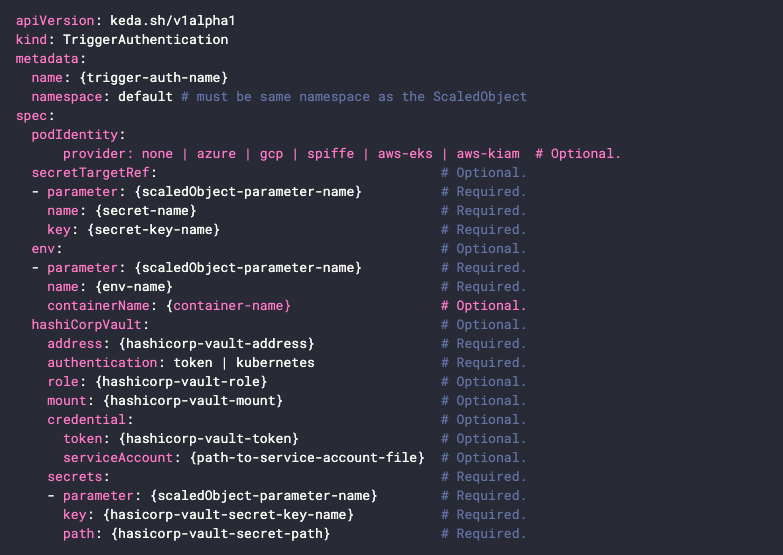 apiVersion: keda.sh/v1alpha1
kind: TriggerAuthentication
metadata:
  name: {trigger-auth-name}
  namespace: default # must be same namespace as the ScaledObject
spec:
  podIdentity:
      provider: none | azure | gcp | spiffe | aws-eks | aws-kiam  # Optional.
  secretTargetRef:                                    # Optional.
  - parameter: {scaledObject-parameter-name}          # Required.
    name: {secret-name}                               # Required.
    key: {secret-key-name}                            # Required.
  env:                                                # Optional.
  - parameter: {scaledObject-parameter-name}          # Required.
    name: {env-name}                                  # Required.
    containerName: {container-name}                   # Optional.
  hashiCorpVault:                                     # Optional.
    address: {hashicorp-vault-address}                # Required.
    authentication: token | kubernetes                # Required.
    role: {hashicorp-vault-role}                      # Optional.
    mount: {hashicorp-vault-mount}                    # Optional.
    credential:                                       # Optional.
      token: {hashicorp-vault-token}                  # Optional.
      serviceAccount: {path-to-service-account-file}  # Optional.
    secrets:                                          # Required.
    - parameter: {scaledObject-parameter-name}        # Required.
      key: {hasicorp-vault-secret-key-name}           # Required.
      path: {hasicorp-vault-secret-path}              # Required.